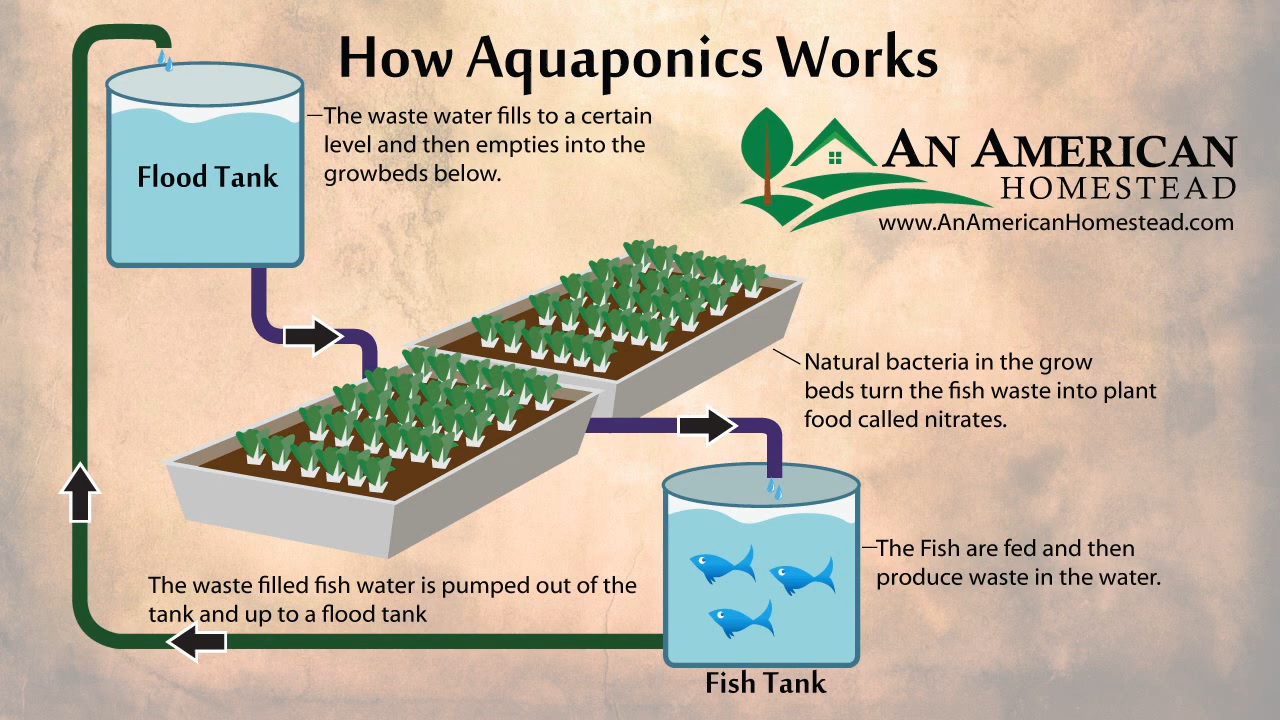 How Aquaponics Works
The waste water fills to a certain
level and then empties into the
growbeds below.
Flood Tank
AN AMERICAN
HOMESTEAD
www.AnAmericanHomestead.com
Natural bacteria in the grow
beds turn the fish waste into plant
food called nitrates.
The Fish are fed and then
produce waste in the water.
The waste filled fish water is pumped out of the
tank and up to a flood tank
Fish Tank